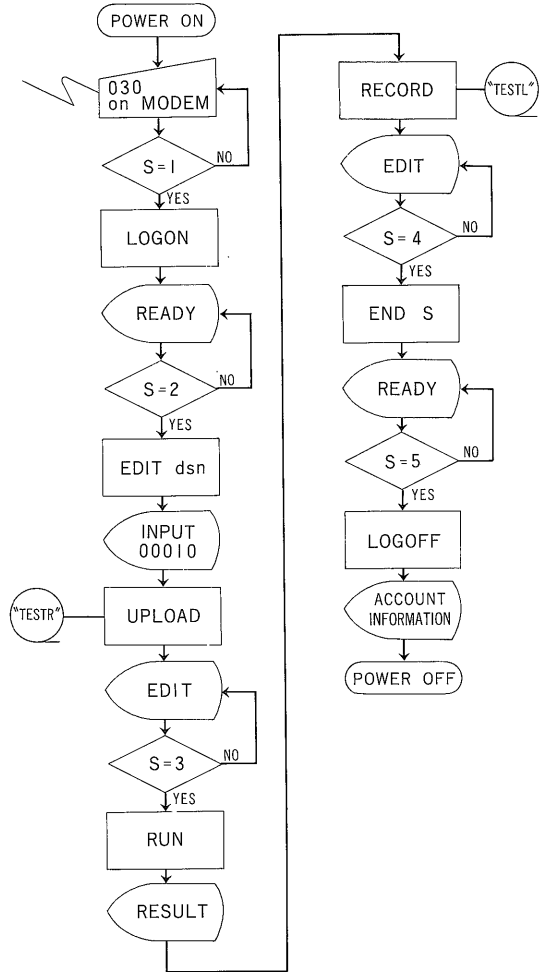 POWER ON
030
on MODEM
S=1
NO
YES
LOGON
READY
S=2
NO
YES
EDIT dsn
INPUT
00010
"TESTR"
UPLOAD
EDIT
S=3
NO
YES
RUN
RESULT
RECORD
"TESTL"
EDIT
S=4
NO
YES
END S
READY
S=5
NO
YES
LOGOFF
ACCOUNT
INFORMATION
POWER OFF